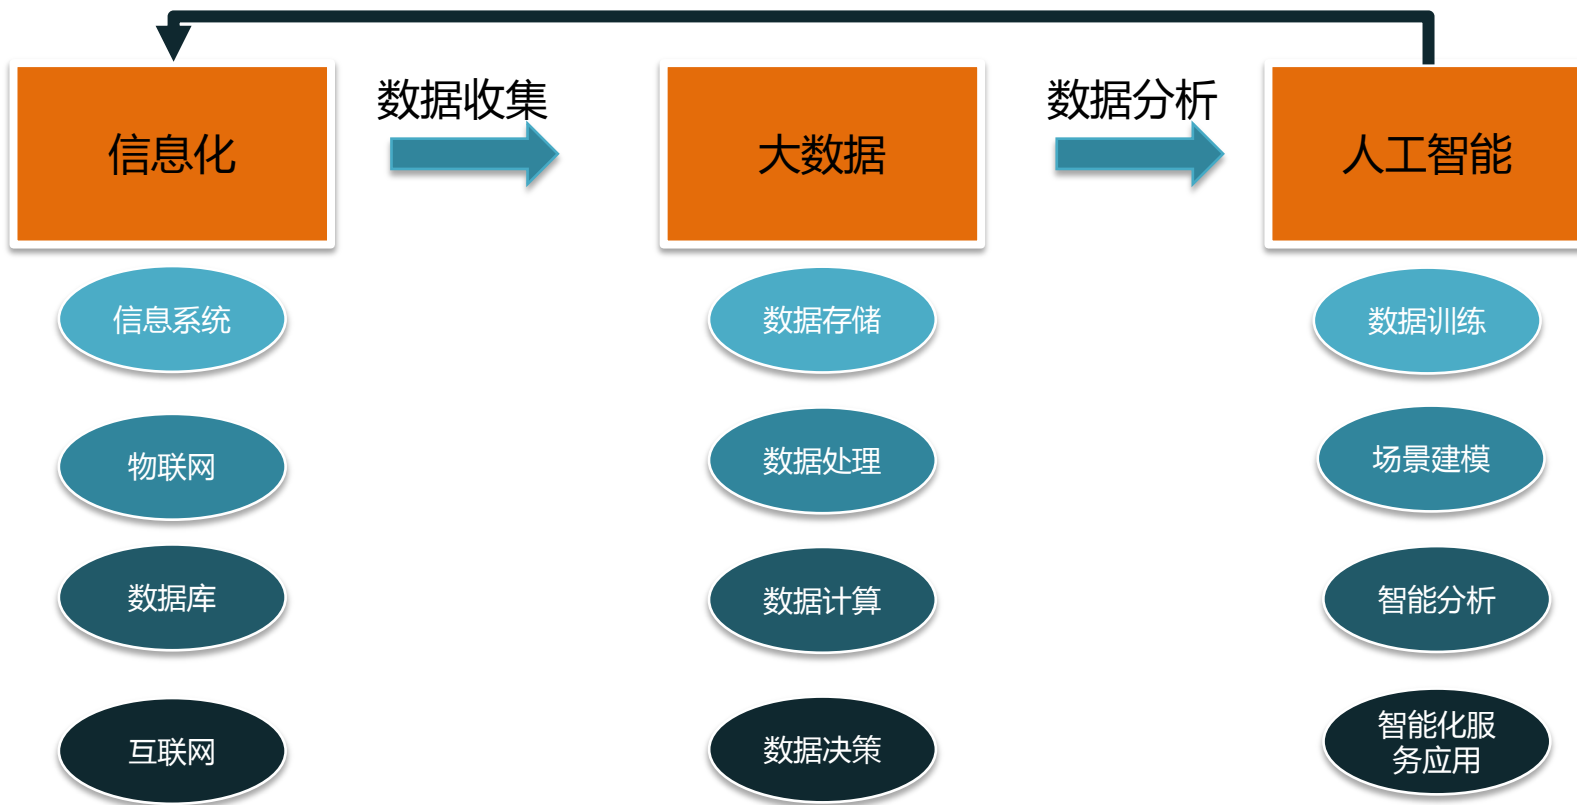 数据收集
数据分析
信息化
大数据
人工智能
信息系统
数据存储
数据训练
物联网
数据处理
场景建模
数据库
数据计算
智能分析
互联网
数据决策
智能化服
务应用